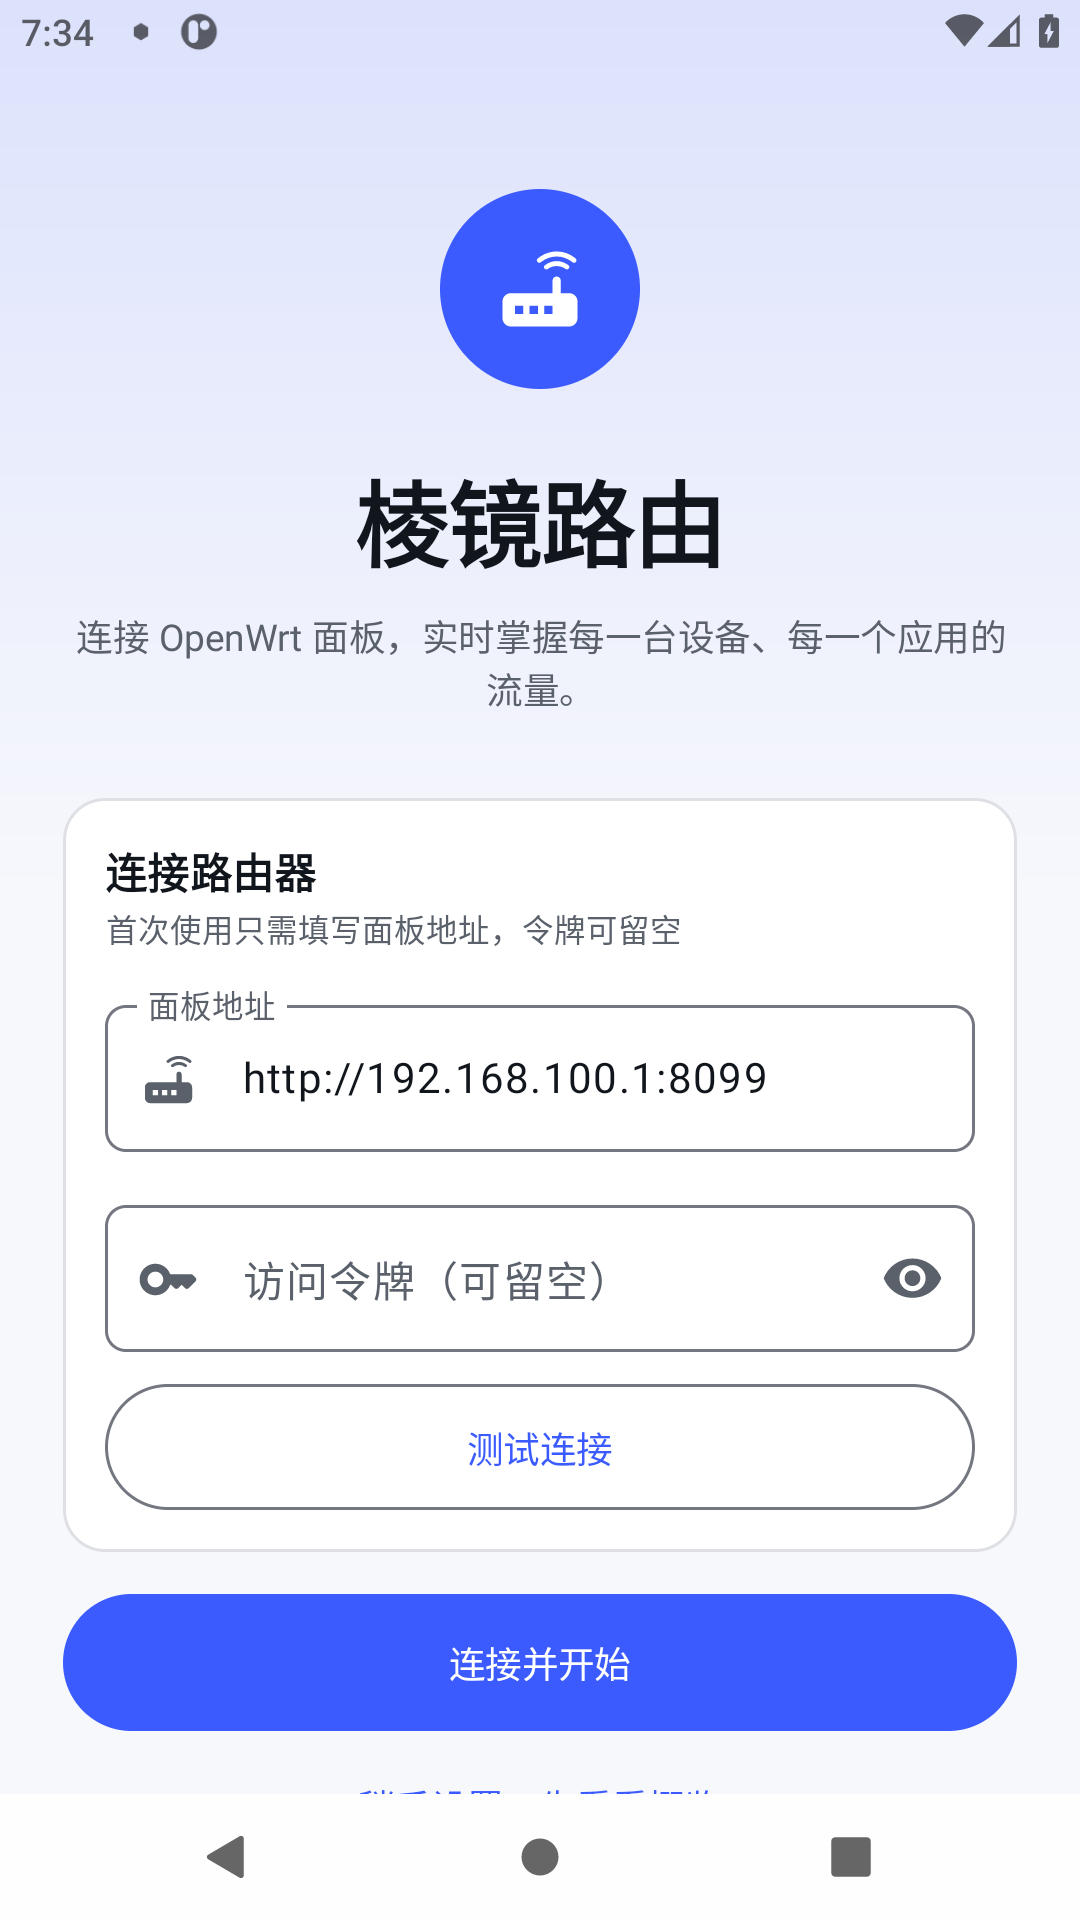 7:34
棱镜路由
连接 OpenWrt 面板，实时掌握每一台设备、每一个应用的
流量。
连接路由器
首次使用只需填写面板地址，令牌可留空
面板地址
http://192.168.100.1:8099
访问令牌（可留空）
测试连接
连接并开始